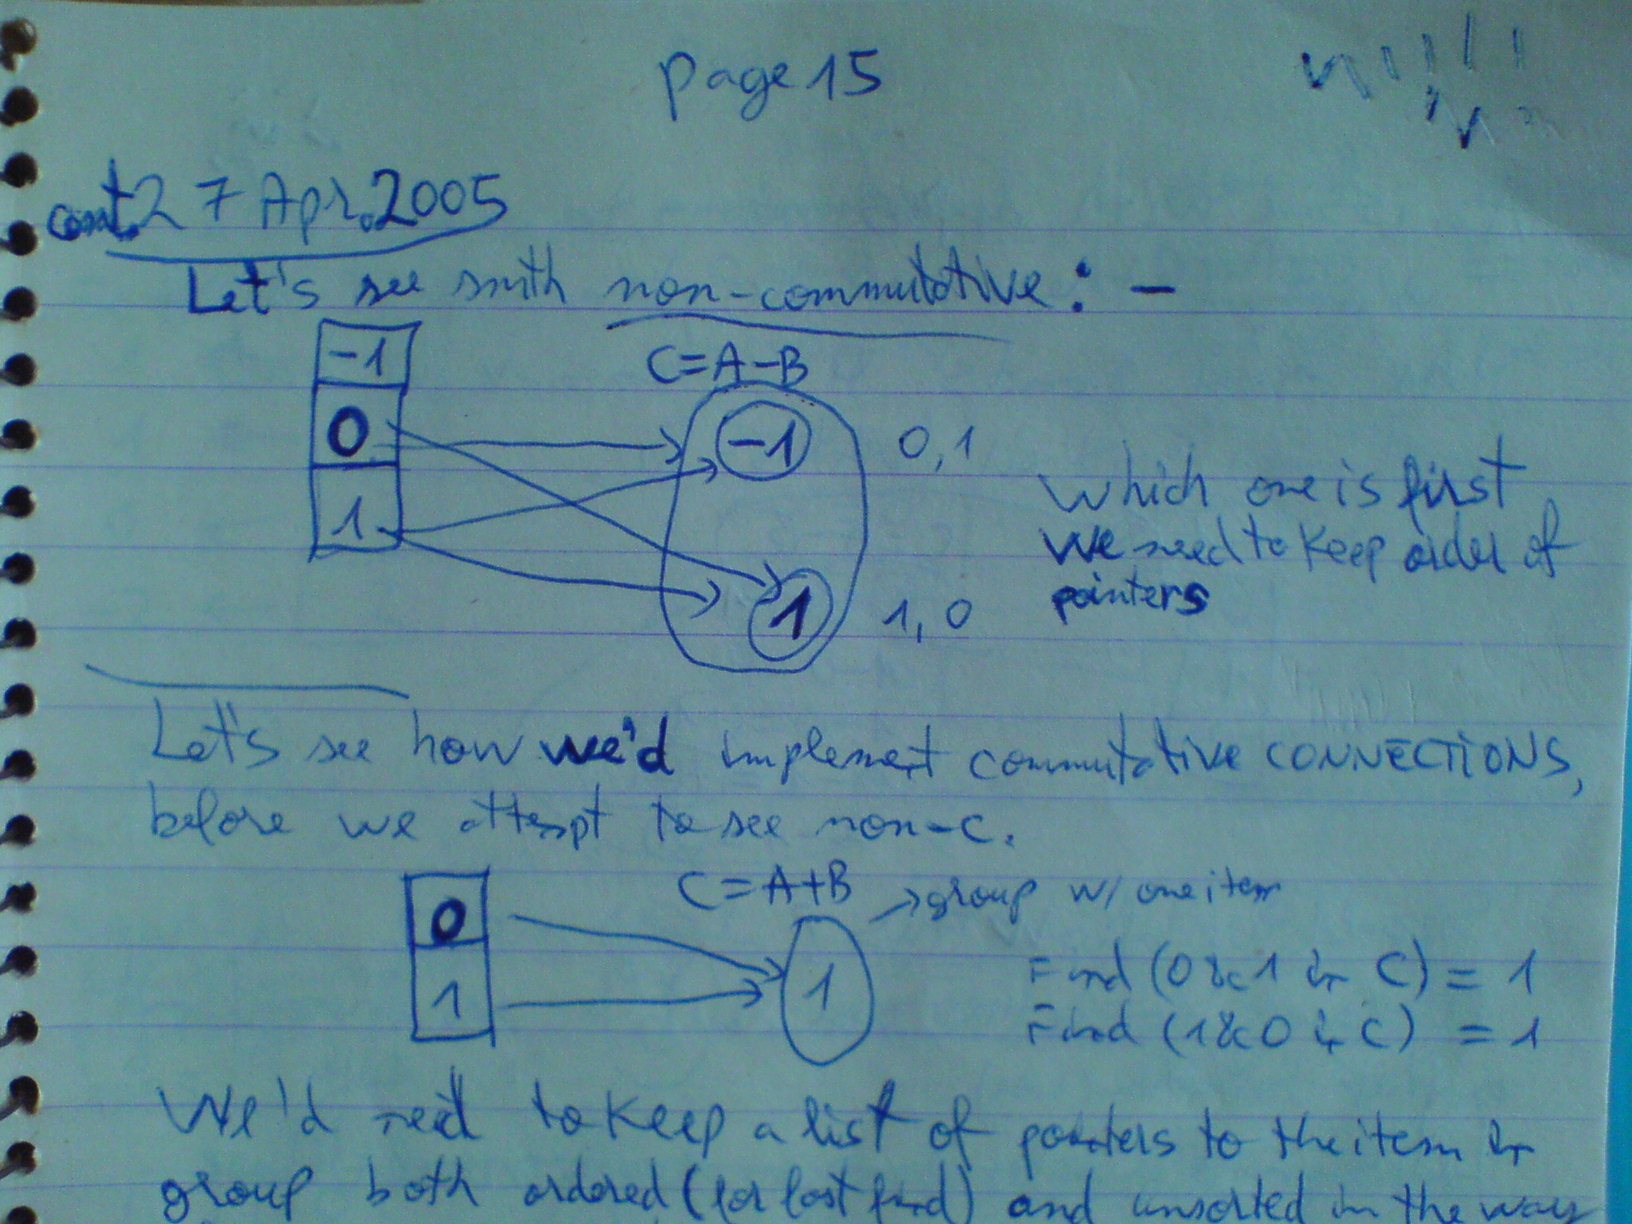 page 15
cont. 27 Apr. 2005
Let's see smth non-commutative: -
-1
0
1
C=A-B
-1
0,1
1
1,0
Which one is first
We need to keep order of
pointers
Let's see how we'd implement commutative CONNECTIONS,
before we attempt to see non-c.
0
1
C=A+B
1
→group w/ one item
Find (0&1 in C) = 1
Find (1&0 in C) = 1
We'd need to keep a list of pointers to the item in
group both ordered (for fast find) and unsorted in the way